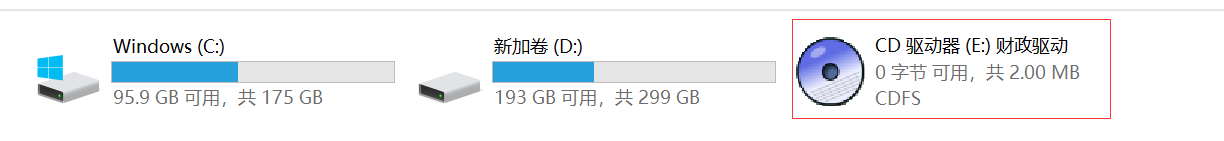 Windows (C:)
95.9 GB 可用，共 175 GB
新加卷 (D:)
193 GB 可用，共 299 GB
CD 驱动器 (E:) 财政驱动
0 字节 可用，共 2.00 MB
CDFS